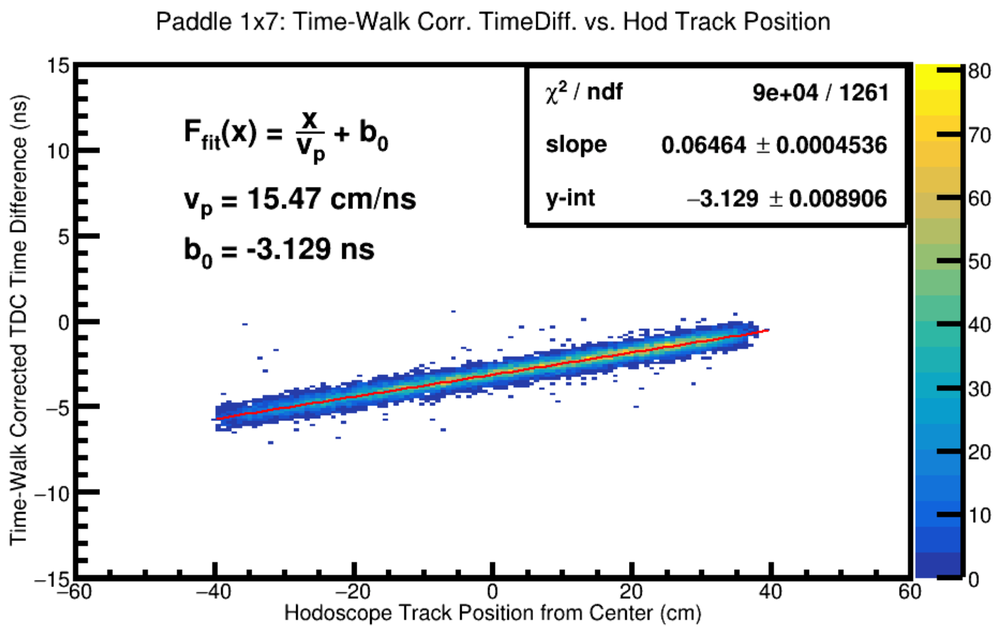 Paddle 1x7: Time-Walk Corr. TimeDiff. vs. Hod Track Position
Time-Walk Corrected TDC Time Difference (ns)
15
10
5
0
−5
−10
−15
F_fit(x) = x/v_p + b_0
v_p = 15.47 cm/ns
b_0 = -3.129 ns
χ² / ndf 9e+04 / 1261
slope 0.06464 ± 0.0004536
y-int −3.129 ± 0.008906
80
70
60
50
40
30
20
10
0
−60 −40 −20 0 20 40 60
Hodoscope Track Position from Center (cm)